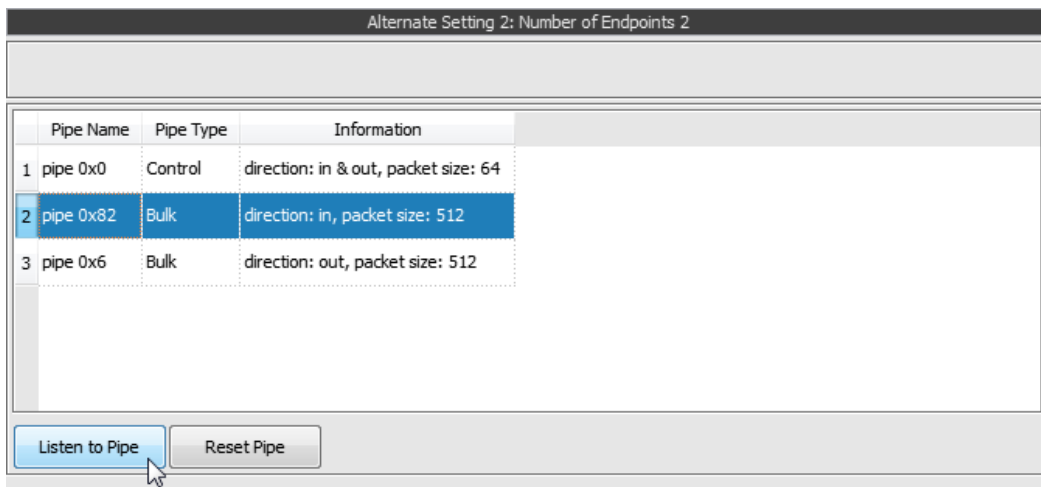 Alternate Setting 2: Number of Endpoints 2
Pipe Name Pipe Type Information
1 pipe 0x0 Control direction: in & out, packet size: 64
2 pipe 0x82 Bulk direction: in, packet size: 512
3 pipe 0x6 Bulk direction: out, packet size: 512
Listen to Pipe Reset Pipe